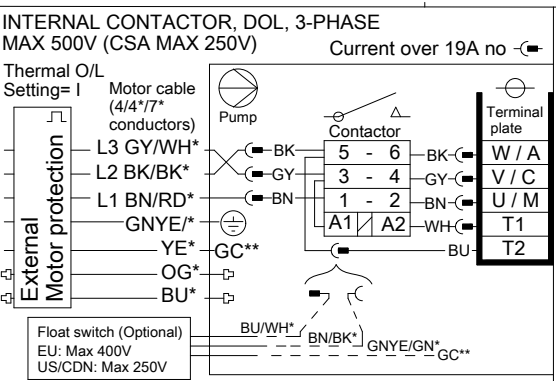 INTERNAL CONTACTOR, DOL, 3-PHASE
MAX 500V (CSA MAX 250V)
Current over 19A no
Thermal O/L
Setting= I
Motor cable
(4/4*/7*
conductors)
Pump
Contactor
Terminal
plate
External
Motor protection
L3 GY/WH*
L2 BK/BK*
L1 BN/RD*
GNYE/*
YE*
OG*
BU*
GC**
BK
GY
BN
5 - 6
3 - 4
1 - 2
A1 A2
BK
GY
BN
WH
BU
W / A
V / C
U / M
T1
T2
Float switch (Optional)
EU: Max 400V
US/CDN: Max 250V
BU/WH*
BN/BK*
GNYE/GN*
GC**